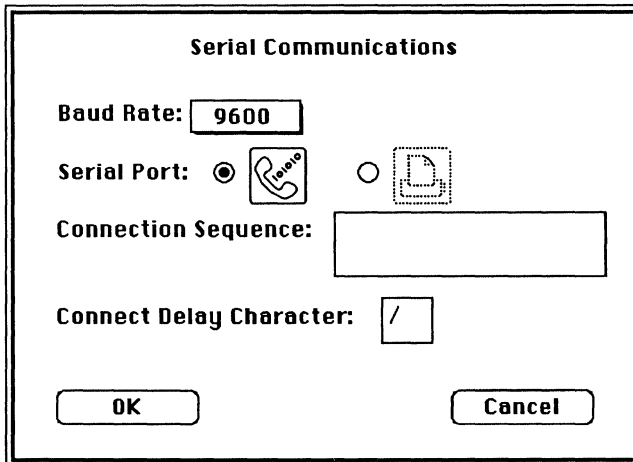 Serial Communications
Baud Rate: 9600
Serial Port:
Connection Sequence:
Connect Delay Character: /
OK Cancel